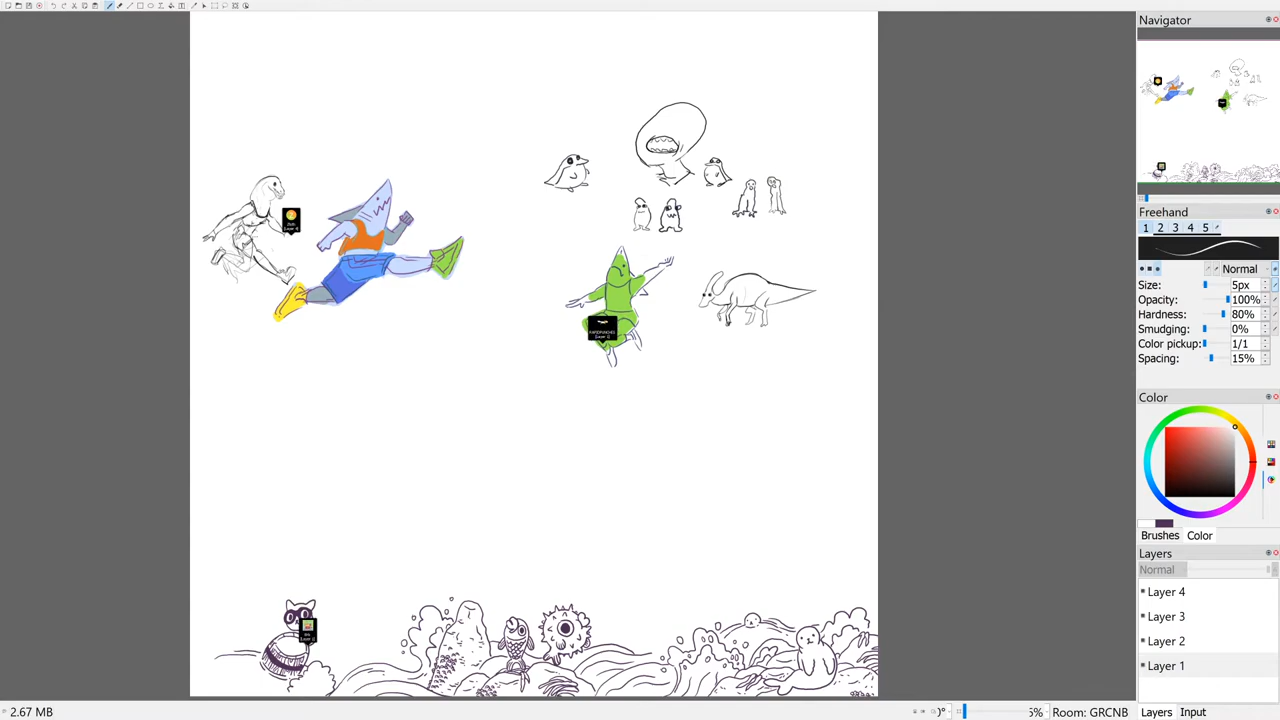 Navigator
Freehand
1 2 3 4 5
Normal
Size: 5px
Opacity: 100%
Hardness: 80%
Smudging: 0%
Color pickup: 1/1
Spacing: 15%
Color
Brushes Color
Layers
Normal
Layer 4
Layer 3
Layer 2
Layer 1
2.67 MB
Room: GRCNB
Layers Input